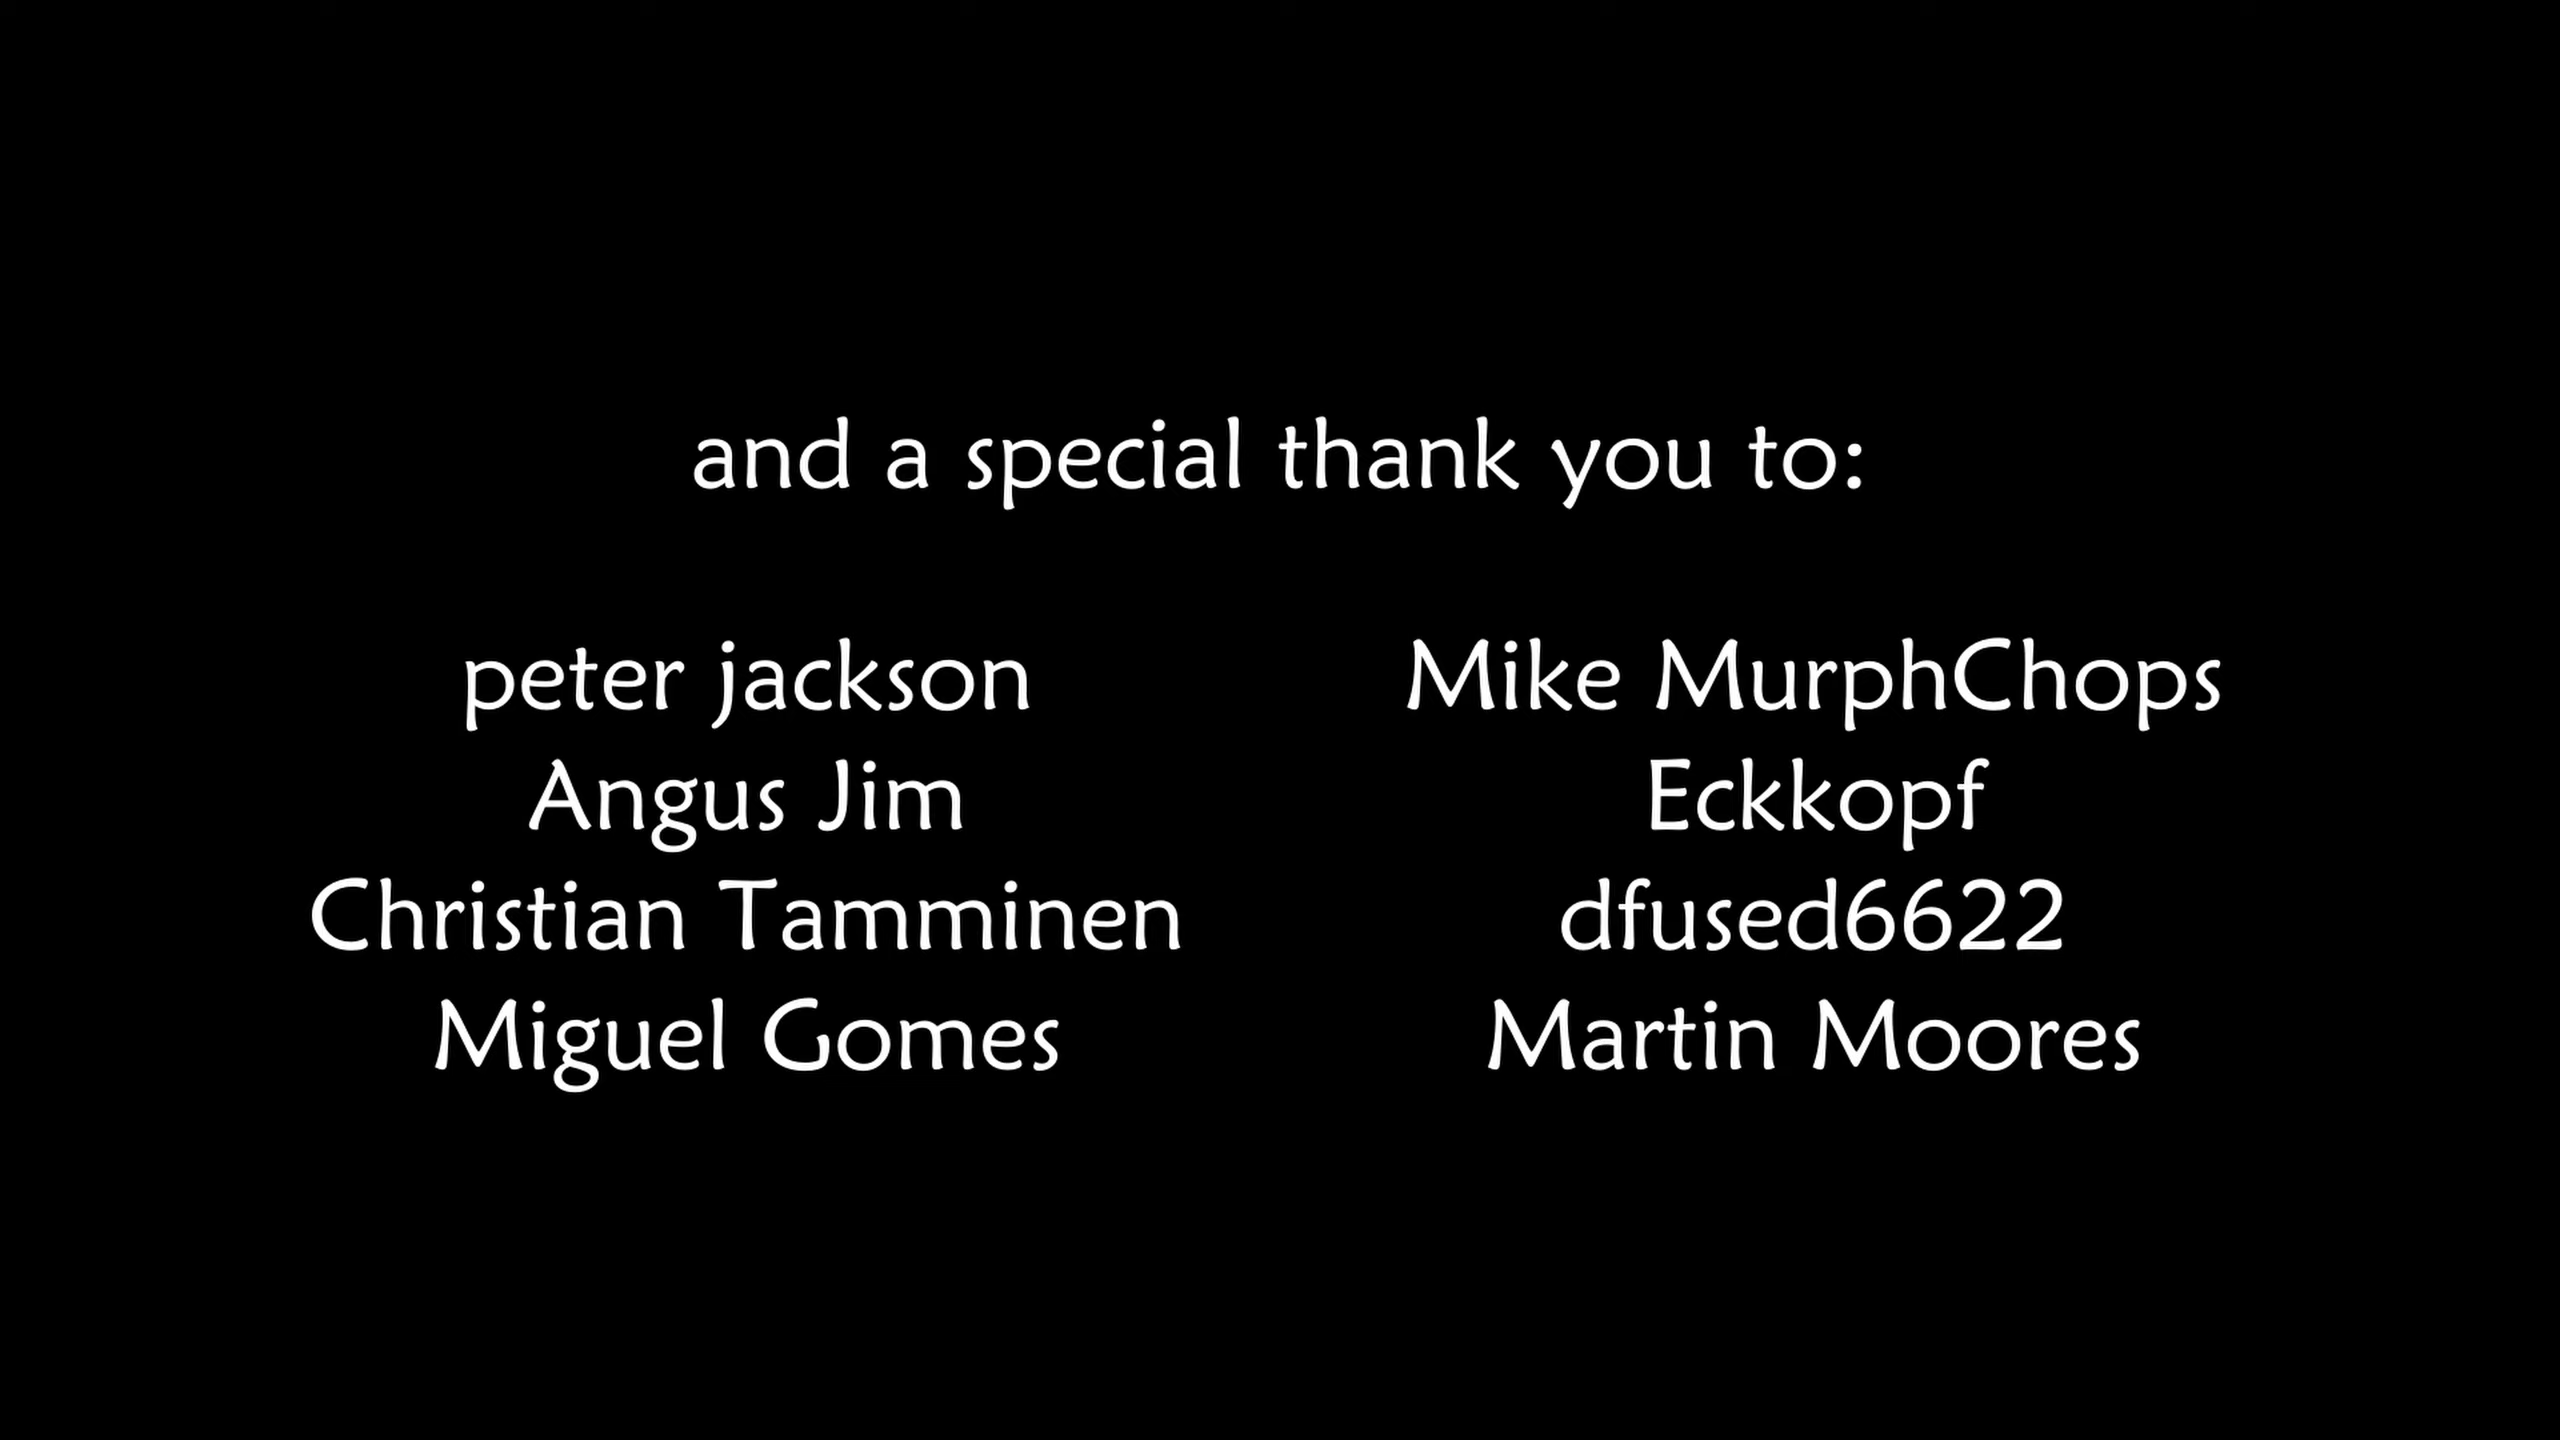 and a special thank you to:
peter jackson
Angus Jim
Christian Tamminen
Miguel Gomes
Mike MurphChops
Eckkopf
dfused6622
Martin Moores